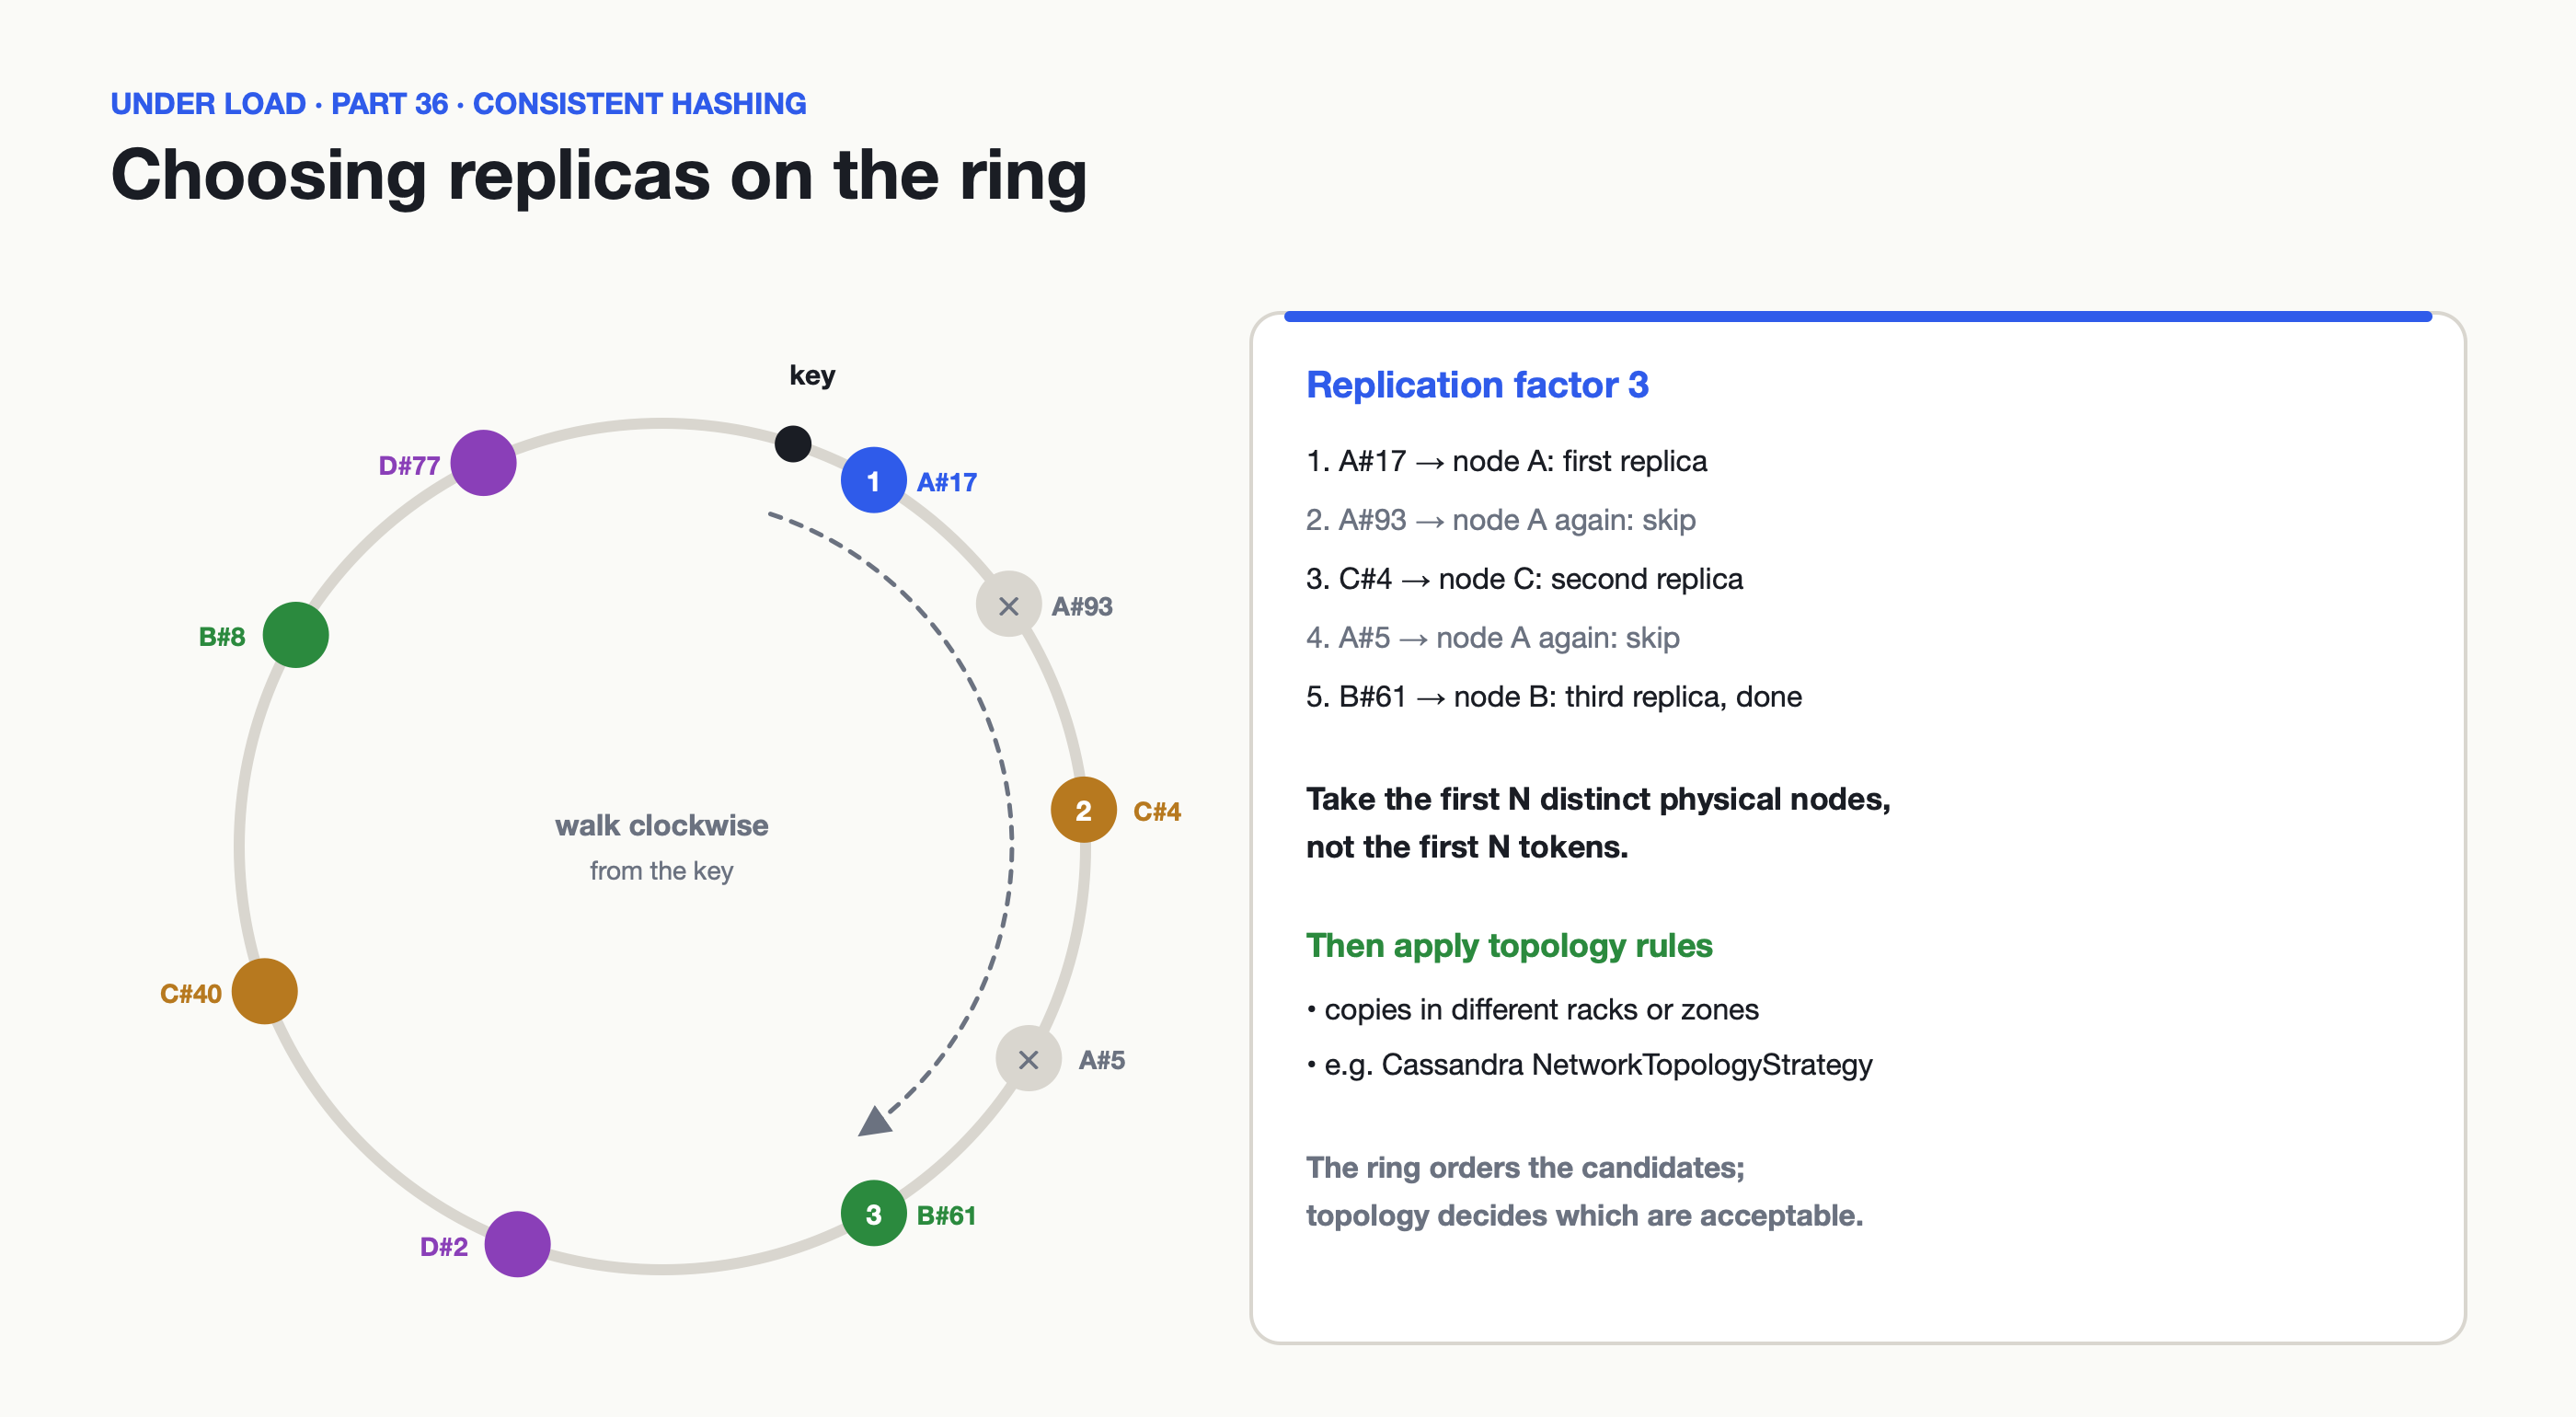 UNDER LOAD · PART 36 · CONSISTENT HASHING
Choosing replicas on the ring
key
D#77
1
A#17
A#93
B#8
2
C#4
walk clockwise
from the key
C#40
A#5
3
B#61
D#2
Replication factor 3
1. A#17 → node A: first replica
2. A#93 → node A again: skip
3. C#4 → node C: second replica
4. A#5 → node A again: skip
5. B#61 → node B: third replica, done
Take the first N distinct physical nodes,
not the first N tokens.
Then apply topology rules
• copies in different racks or zones
• e.g. Cassandra NetworkTopologyStrategy
The ring orders the candidates;
topology decides which are acceptable.